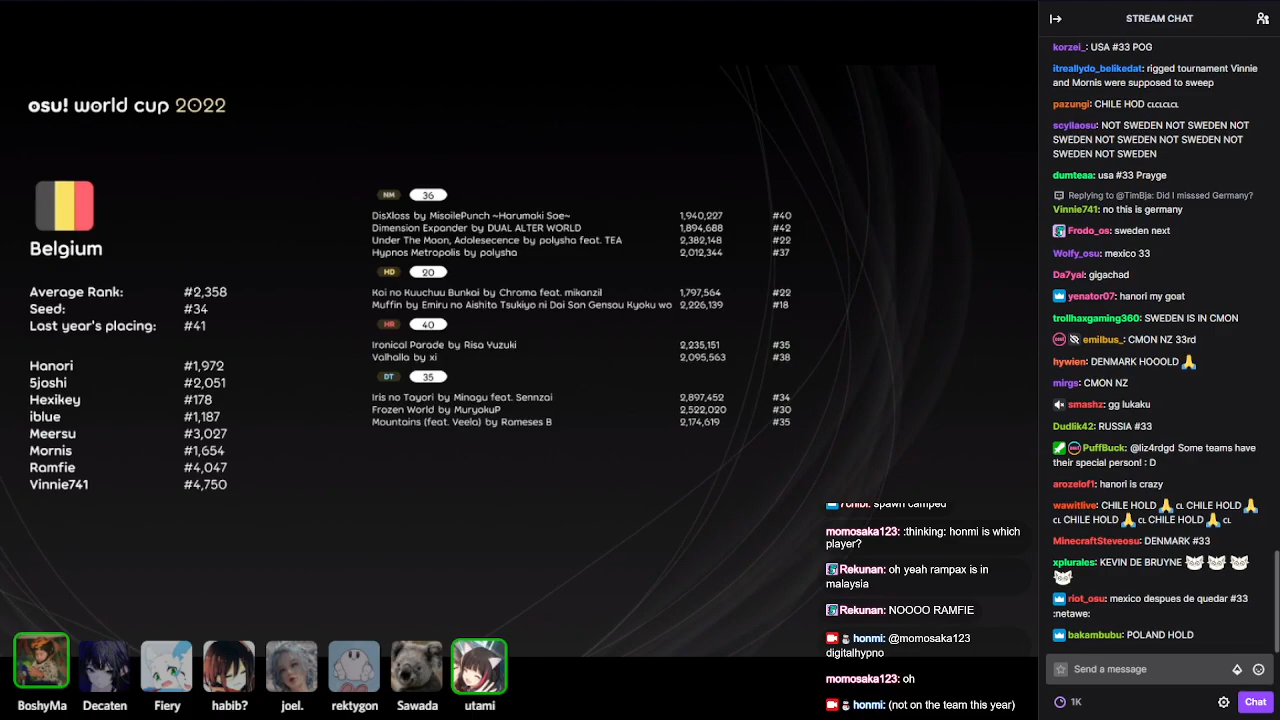 osu! world cup 2022
Belgium
Average Rank: #2,358
Seed: #34
Last year's placing: #41
Hanori #1,972
5joshi #2,051
Hexikey #178
iblue #1,187
Meersu #3,027
Mornis #1,654
Ramfie #4,047
Vinnie741 #4,750
NM 36
DisXloss by MisoilePunch ~Harumaki Soe~ 1,940,227 #40
Dimension Expander by DUAL ALTER WORLD 1,894,688 #42
Under The Moon, Adolesecence by polysha feat. TEA 2,382,148 #22
Hypnos Metropolis by polysha 2,012,344 #37
HD 20
Koi no Kuuchuu Bunkai by Chroma feat. mikanzil 1,797,564 #22
Muffin by Emiru no Aishita Tsukiyo ni Dai San Gensou Kyoku wo 2,226,139 #18
HR 40
Ironical Parade by Risa Yuzuki 2,235,151 #35
Valhalla by xi 2,095,563 #38
DT 35
Iris no Tayori by Minagu feat. Sennzai 2,897,452 #34
Frozen World by MuryokuP 2,522,020 #30
Mountains (feat. Veela) by Rameses B 2,174,619 #35
7chibi: spawn camped
momosaka123: :thinking: honmi is which
player?
Rekunan: oh yeah rampax is in
malaysia
Rekunan: NOOOO RAMFIE
honmi: @momosaka123
digitalhypno
momosaka123: oh
honmi: (not on the team this year)
BoshyMa Decaten Fiery habib? joel. rektygon Sawada utami
STREAM CHAT
korzei_: USA #33 POG
itreallydo_belikedat: rigged tournament Vinnie
and Mornis were supposed to sweep
pazungi: CHILE HOD CLCLCLCL
scyllaosu: NOT SWEDEN NOT SWEDEN NOT
SWEDEN NOT SWEDEN NOT SWEDEN NOT
SWEDEN NOT SWEDEN
dumteaa: usa #33 Prayge
Replying to @TimBjs: Did I misssed Germany?
Vinnie741: no this is germany
Frodo_os: sweden next
Wolfy_osu: mexico 33
Da7yal: gigachad
yenator07: hanori my goat
trollhaxgaming360: SWEDEN IS IN CMON
emilbus_: CMON NZ 33rd
hywien: DENMARK HOOOLD 🙏
mirgs: CMON NZ
smashz: gg lukaku
Dudlik42: RUSSIA #33
PuffBuck: @liz4rdgd Some teams have
their special person! : D
arozelof1: hanori is crazy
wawitlive: CHILE HOLD 🙏 CL CHILE HOLD 🙏
CL CHILE HOLD 🙏 CL CHILE HOLD 🙏 CL
MinecraftSteveosu: DENMARK #33
xplurales: KEVIN DE BRUYNE
riot_osu: mexico despues de quedar #33
:netawe:
bakambubu: POLAND HOLD
Send a message
1K Chat